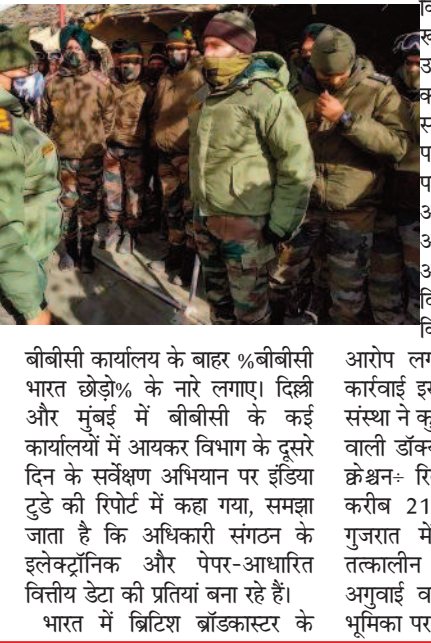 बीबीसी कार्यालय के बाहर %बीबीसी
भारत छोड़ो% के नारे लगाए। दिल्ली
और मुंबई में बीबीसी के कई
कार्यालयों में आयकर विभाग के दूसरे
दिन के सर्वेक्षण अभियान पर इंडिया
टुडे की रिपोर्ट में कहा गया, समझा
जाता है कि अधिकारी संगठन के
इलेक्ट्रॉनिक और पेपर-आधारित
वित्तीय डेटा की प्रतियां बना रहे हैं।
भारत में ब्रिटिश ब्रॉडकास्टर के
आरोप
कार्रवाई
संस्था ने
वाली
क्रेश्चन÷
करीब 21
गुजरात में
तत्कालीन
अगुवाई
भूमिका पर